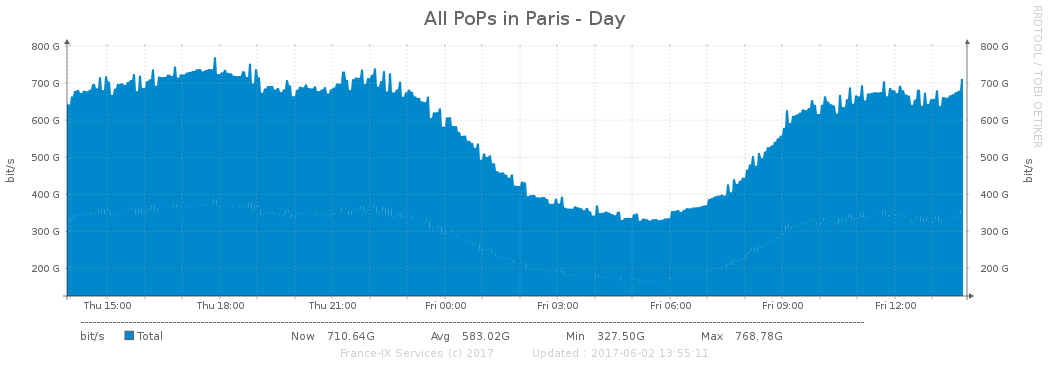 All PoPs in Paris - Day
RRDTOOL / TOBI OETIKER
800 G 800 G
700 G 700 G
600 G 600 G
500 G 500 G
400 G 400 G
300 G 300 G
200 G 200 G
bit/s bit/s
Thu 15:00 Thu 18:00 Thu 21:00 Fri 00:00 Fri 03:00 Fri 06:00 Fri 09:00 Fri 12:00
bit/s Total Now 710.64G Avg 583.02G Min 327.50G Max 768.78G
France-IX Services (c) 2017 Updated : 2017-06-02 13:55:11